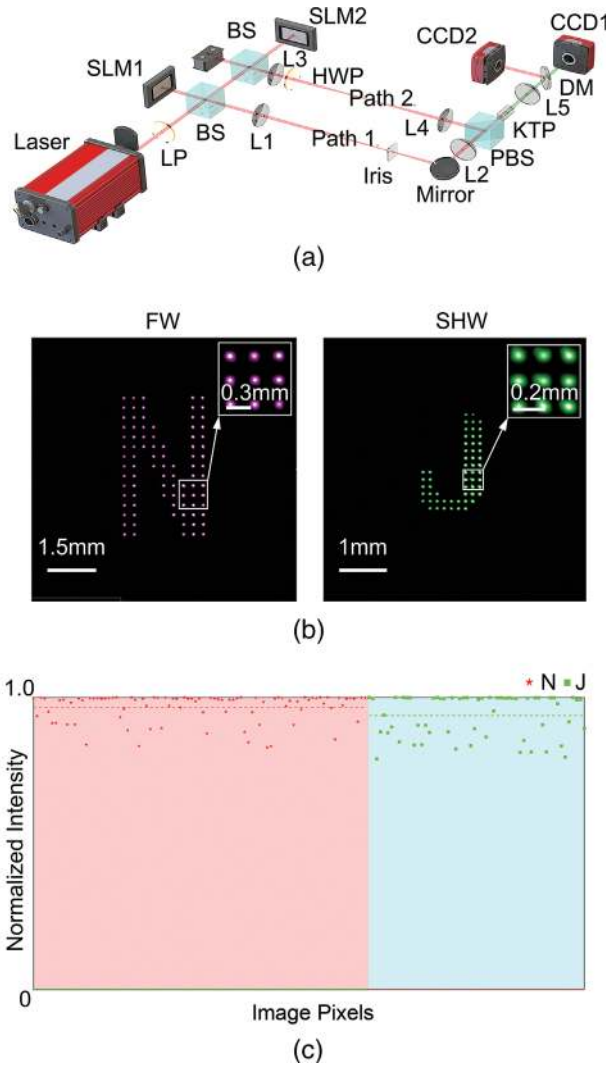 SLM2
BS
CCD1
CCD2
SLM1
L3
HWP
DM
Path 2
L5
Laser
BS
L4
KTP
LP
L1
Path 1
PBS
Iris
L2
Mirror
(a)
FW
SHW
0.3mm
0.2mm
1.5mm
1mm
(b)
N J
1.0
Normalized Intensity
0
Image Pixels
(c)